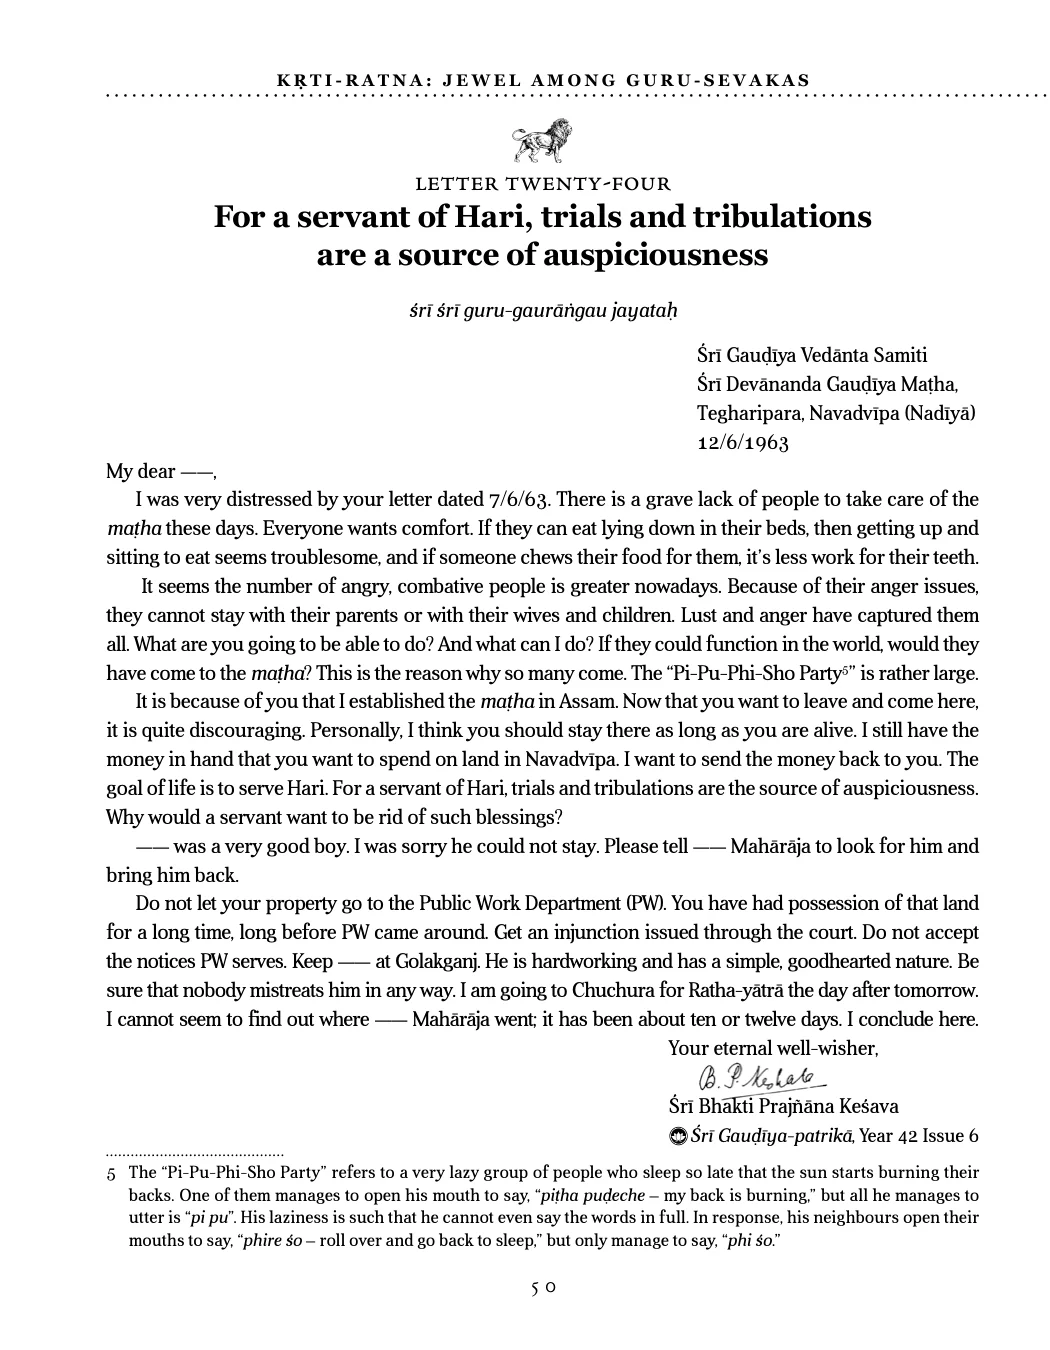 KṚTI-RATNA: JEWEL AMONG GURU-SEVAKAS
LETTER TWENTY-FOUR
For a servant of Hari, trials and tribulations
are a source of auspiciousness
śrī śrī guru-gaurāṅgau jayataḥ
Śrī Gauḍīya Vedānta Samiti
Śrī Devānanda Gauḍīya Maṭha,
Tegharipara, Navadvīpa (Nadīyā)
12/6/1963
My dear ——,
I was very distressed by your letter dated 7/6/63. There is a grave lack of people to take care of the
maṭha these days. Everyone wants comfort. If they can eat lying down in their beds, then getting up and
sitting to eat seems troublesome, and if someone chews their food for them, it's less work for their teeth.
It seems the number of angry, combative people is greater nowadays. Because of their anger issues,
they cannot stay with their parents or with their wives and children. Lust and anger have captured them
all. What are you going to be able to do? And what can I do? If they could function in the world, would they
have come to the maṭha? This is the reason why so many come. The “Pi-Pu-Phi-Sho Party⁵” is rather large.
It is because of you that I established the maṭha in Assam. Now that you want to leave and come here,
it is quite discouraging. Personally, I think you should stay there as long as you are alive. I still have the
money in hand that you want to spend on land in Navadvīpa. I want to send the money back to you. The
goal of life is to serve Hari. For a servant of Hari, trials and tribulations are the source of auspiciousness.
Why would a servant want to be rid of such blessings?
—— was a very good boy. I was sorry he could not stay. Please tell —— Mahārāja to look for him and
bring him back.
Do not let your property go to the Public Work Department (PW). You have had possession of that land
for a long time, long before PW came around. Get an injunction issued through the court. Do not accept
the notices PW serves. Keep —— at Golakganj. He is hardworking and has a simple, goodhearted nature. Be
sure that nobody mistreats him in any way. I am going to Chuchura for Ratha-yātrā the day after tomorrow.
I cannot seem to find out where —— Mahārāja went; it has been about ten or twelve days. I conclude here.
Your eternal well-wisher,
B. P. Keshab
Śrī Bhakti Prajñāna Keśava
Śrī Gauḍīya-patrikā, Year 42 Issue 6
5 The “Pi-Pu-Phi-Sho Party” refers to a very lazy group of people who sleep so late that the sun starts burning their
backs. One of them manages to open his mouth to say, “piṭha puḍeche – my back is burning,” but all he manages to
utter is “pi pu”. His laziness is such that he cannot even say the words in full. In response, his neighbours open their
mouths to say, “phire śo – roll over and go back to sleep,” but only manage to say, “phi śo.”
50